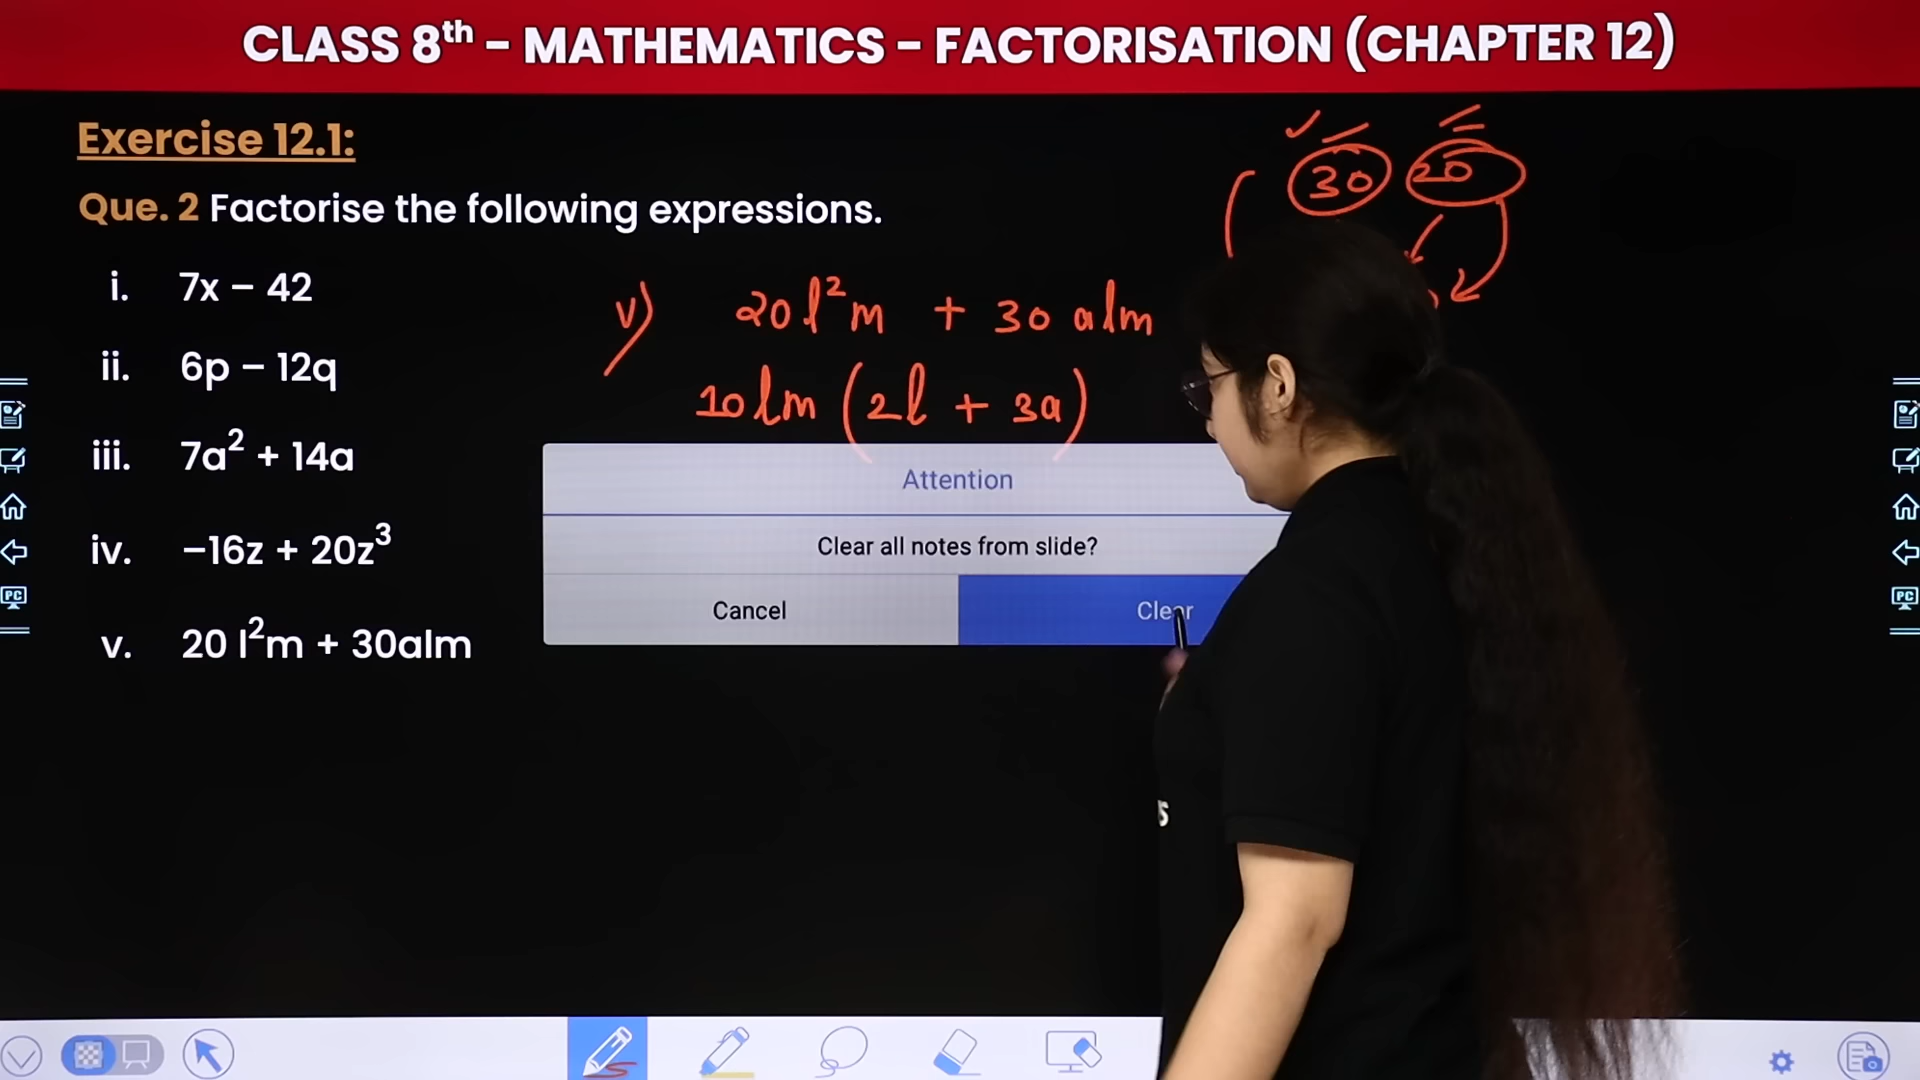 CLASS 8th - MATHEMATICS - FACTORISATION (CHAPTER 12)
Exercise 12.1:
Que. 2 Factorise the following expressions.
i. 7x – 42
ii. 6p – 12q
iii. 7a² + 14a
iv. –16z + 20z³
v. 20 l²m + 30alm
30 20
v) 20l²m + 30 alm
10lm (2l + 3a)
Attention
Clear all notes from slide?
Cancel Clear
PC
PC
S